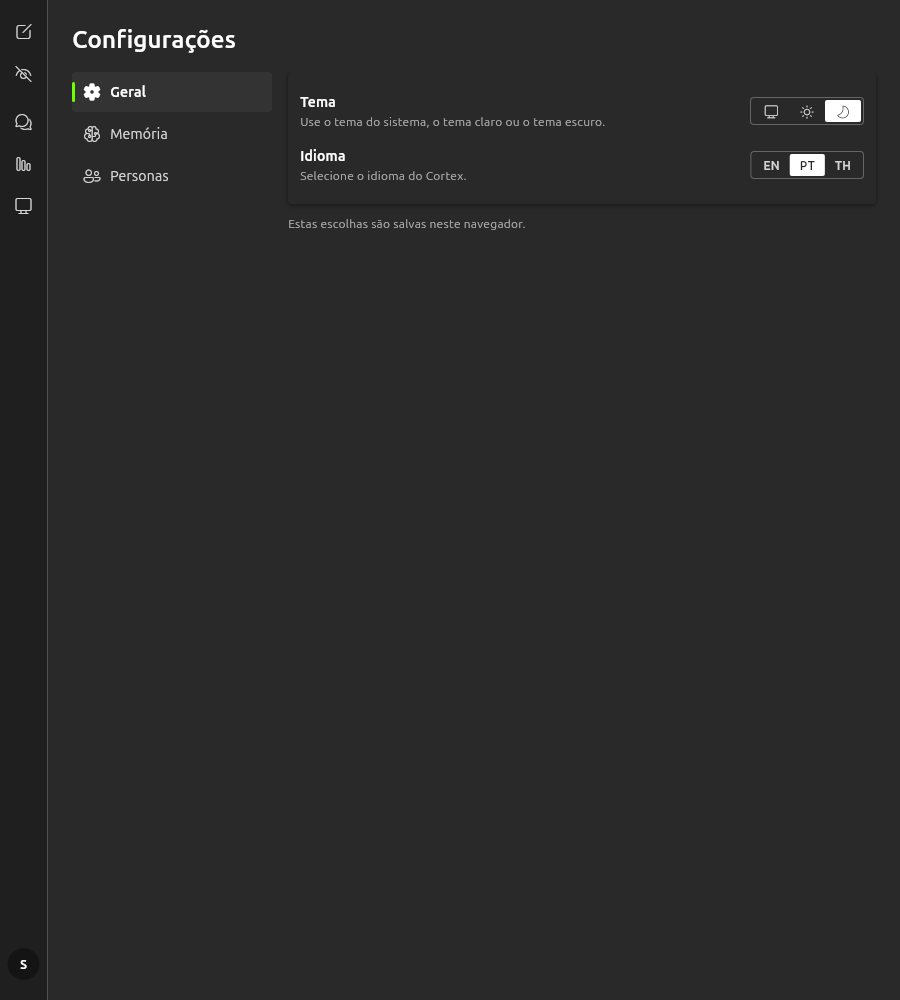 Configurações
Geral
Memória
Personas
Tema
Use o tema do sistema, o tema claro ou o tema escuro.
Idioma
Selecione o idioma do Cortex.
EN PT TH
Estas escolhas são salvas neste navegador.
S